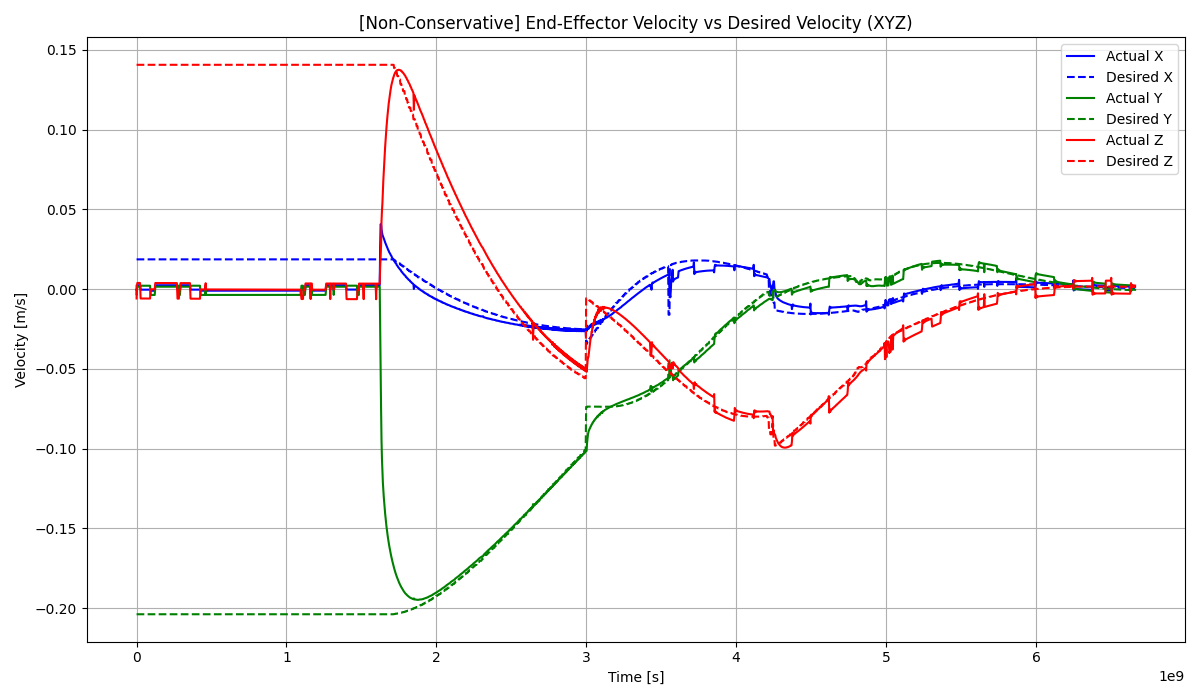 [Non-Conservative] End-Effector Velocity vs Desired Velocity (XYZ)
0.15
0.10
0.05
0.00
−0.05
−0.10
−0.15
−0.20
Velocity [m/s]
Actual X
Desired X
Actual Y
Desired Y
Actual Z
Desired Z
0 1 2 3 4 5 6
1e9
Time [s]